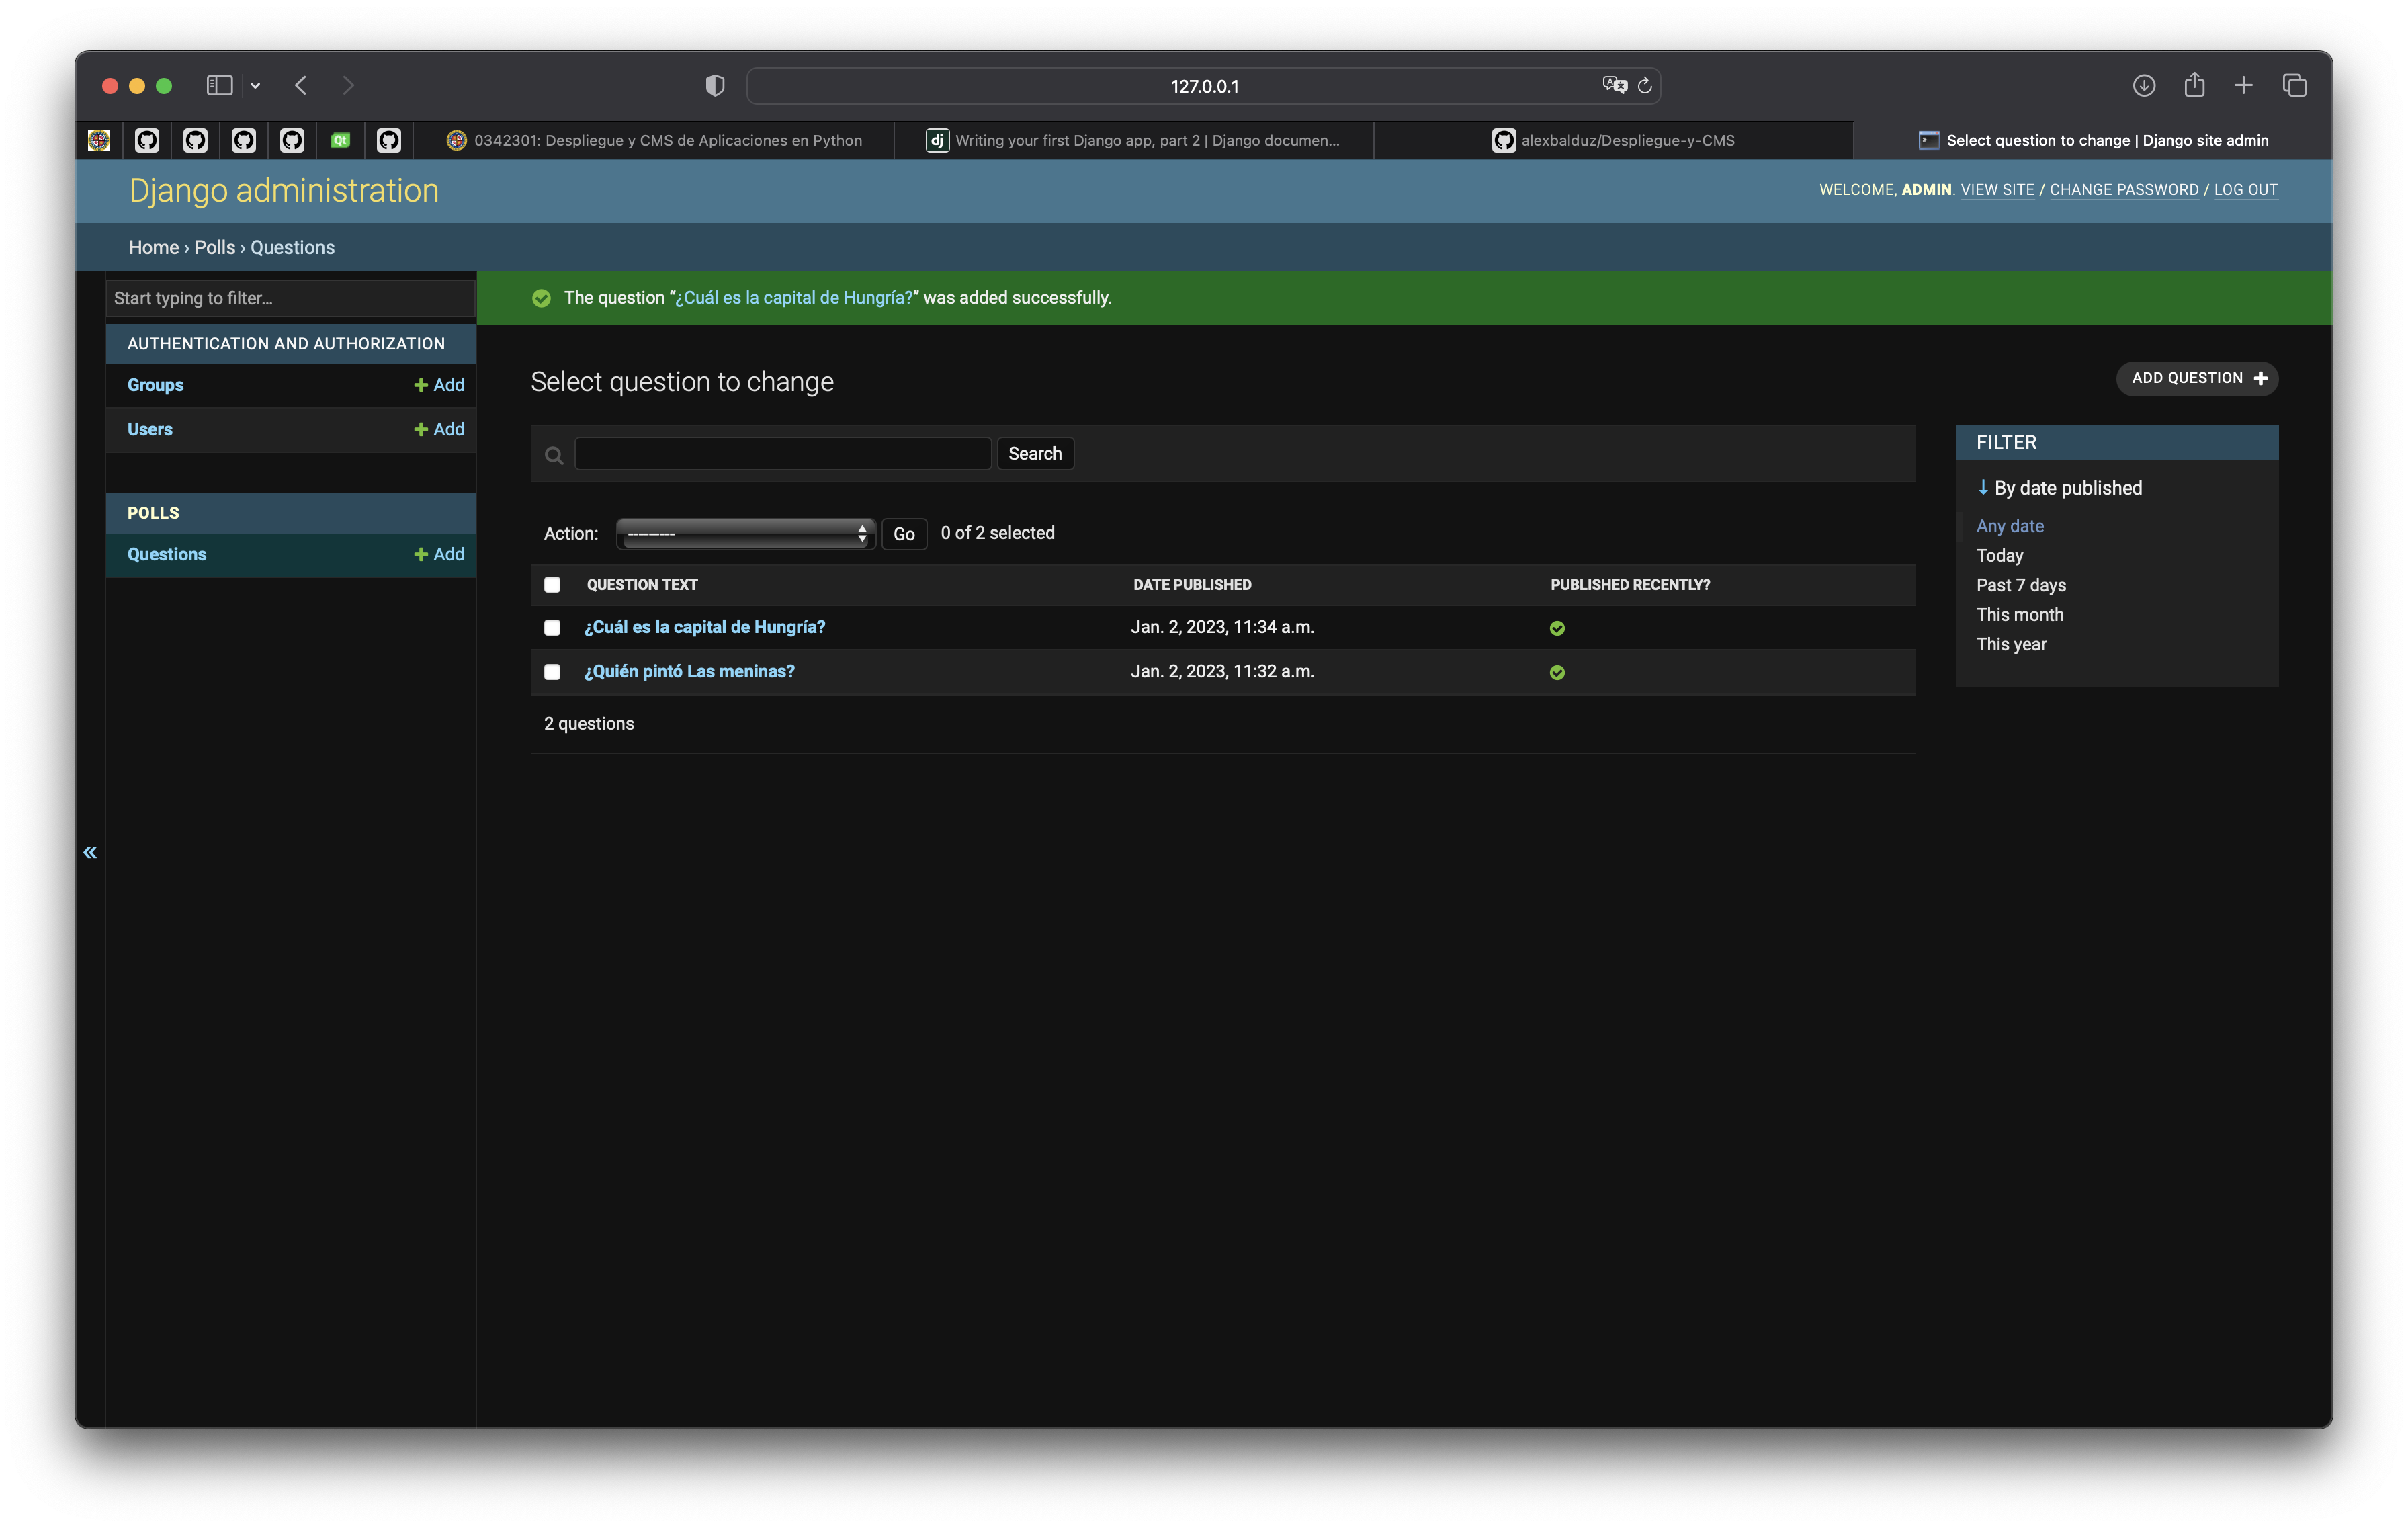 127.0.0.1
Qt
0342301: Despliegue y CMS de Aplicaciones en Python
dj Writing your first Django app, part 2 | Django documen...
alexbalduz/Despliegue-y-CMS
Select question to change | Django site admin
Django administration
WELCOME, ADMIN. VIEW SITE / CHANGE PASSWORD / LOG OUT
Home › Polls › Questions
Start typing to filter...
The question “¿Cuál es la capital de Hungría?” was added successfully.
AUTHENTICATION AND AUTHORIZATION
Groups + Add
Users + Add
POLLS
Questions + Add
Select question to change
ADD QUESTION +
Search
Action: --------- Go 0 of 2 selected
QUESTION TEXT DATE PUBLISHED PUBLISHED RECENTLY?
¿Cuál es la capital de Hungría? Jan. 2, 2023, 11:34 a.m.
¿Quién pintó Las meninas? Jan. 2, 2023, 11:32 a.m.
2 questions
FILTER
↓ By date published
Any date
Today
Past 7 days
This month
This year
«